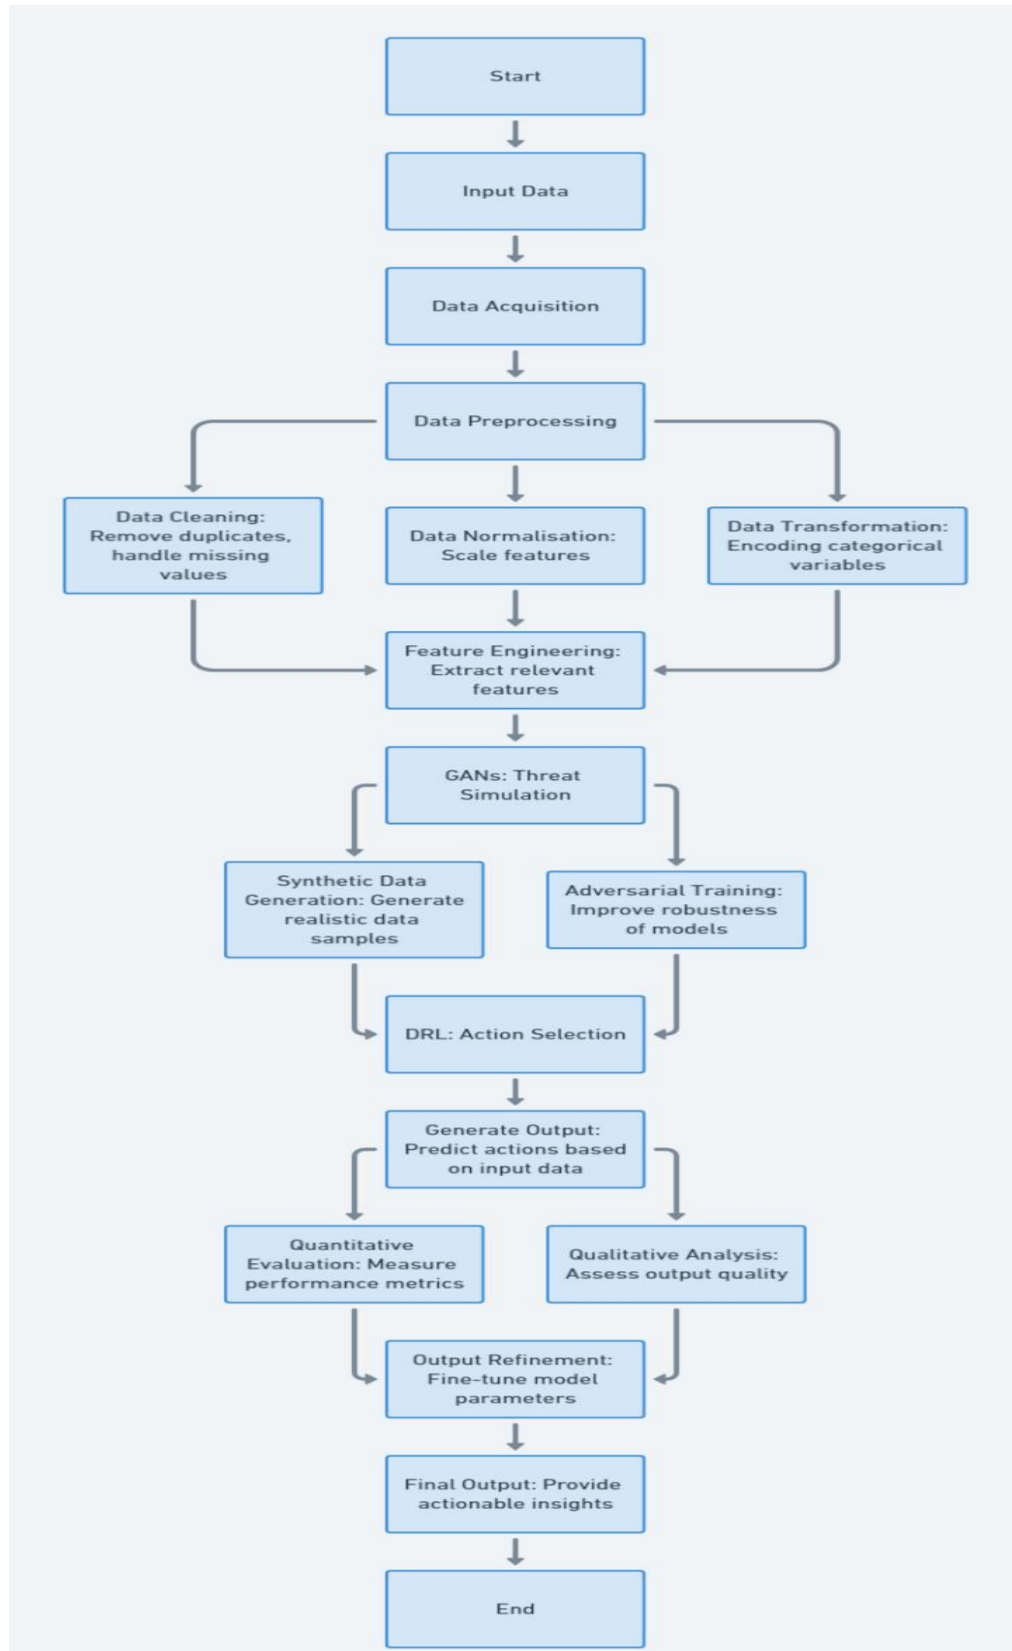 Start
Input Data
Data Acquisition
Data Preprocessing
Data Cleaning:
Remove duplicates,
handle missing
values
Data Normalisation:
Scale features
Data Transformation:
Encoding categorical
variables
Feature Engineering:
Extract relevant
features
GANs: Threat
Simulation
Synthetic Data
Generation: Generate
realistic data
samples
Adversarial Training:
Improve robustness
of models
DRL: Action Selection
Generate Output:
Predict actions based
on input data
Quantitative
Evaluation: Measure
performance metrics
Qualitative Analysis:
Assess output quality
Output Refinement:
Fine-tune model
parameters
Final Output: Provide
actionable insights
End